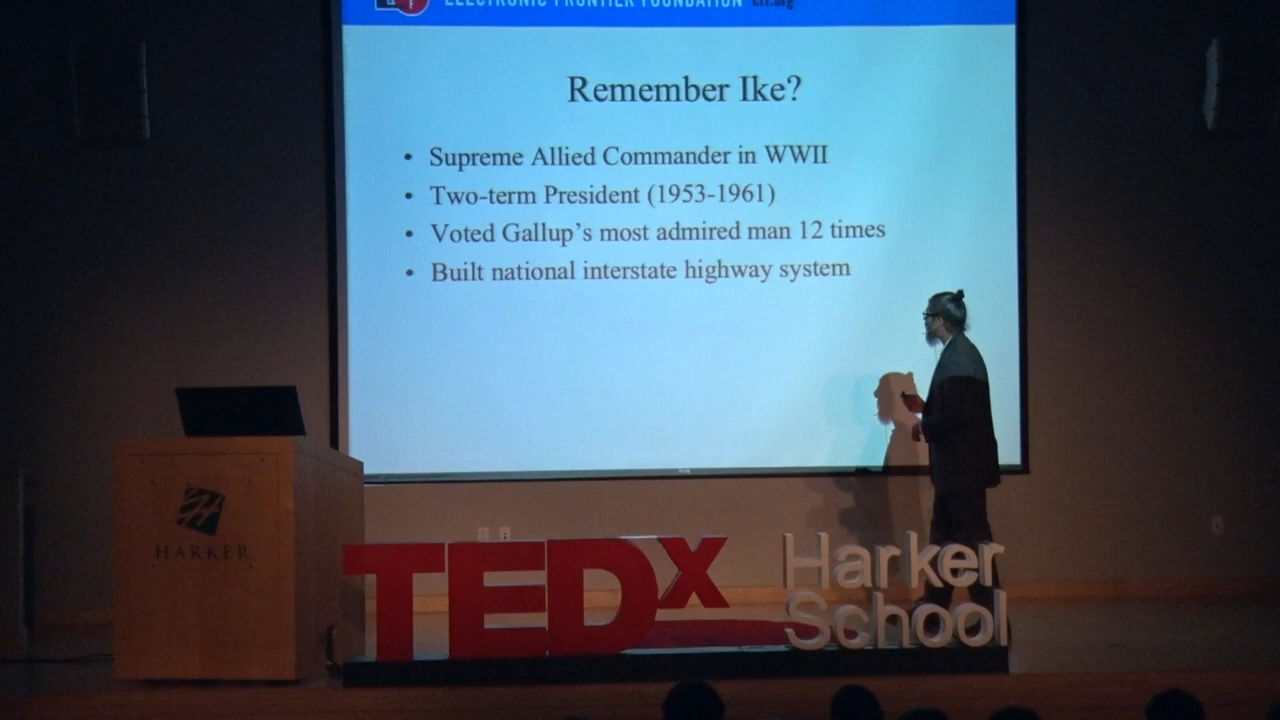 ELECTRONIC FRONTIER FOUNDATION eff.org
Remember Ike?
• Supreme Allied Commander in WWII
• Two-term President (1953-1961)
• Voted Gallup’s most admired man 12 times
• Built national interstate highway system
HARKER
TEDx
Harker
School